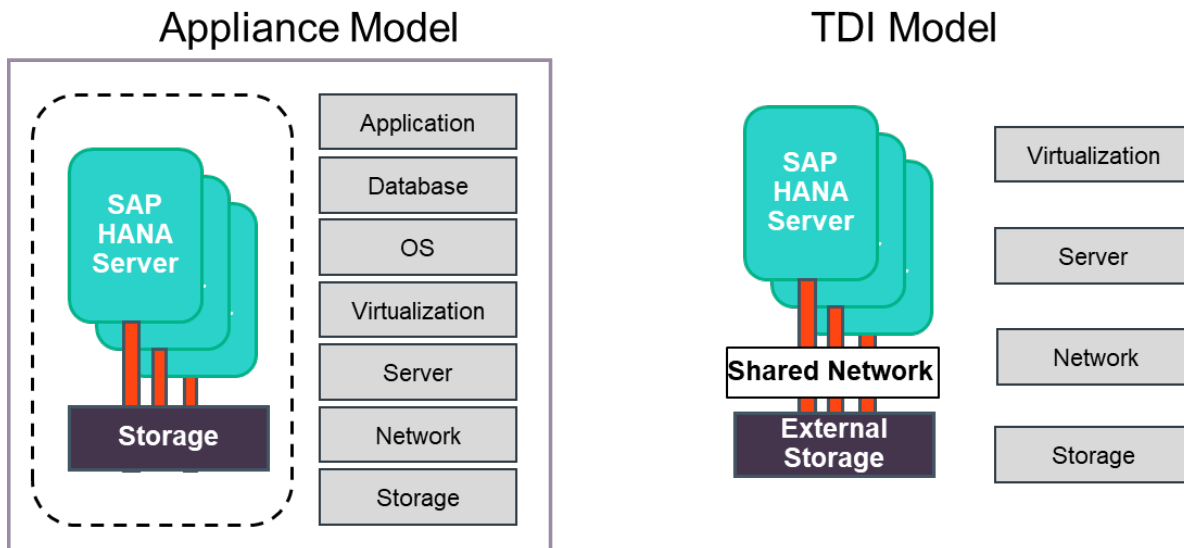 Appliance Model
SAP
HANA
Server
Storage
Application
Database
OS
Virtualization
Server
Network
Storage
TDI Model
SAP
HANA
Server
Shared Network
External
Storage
Virtualization
Server
Network
Storage